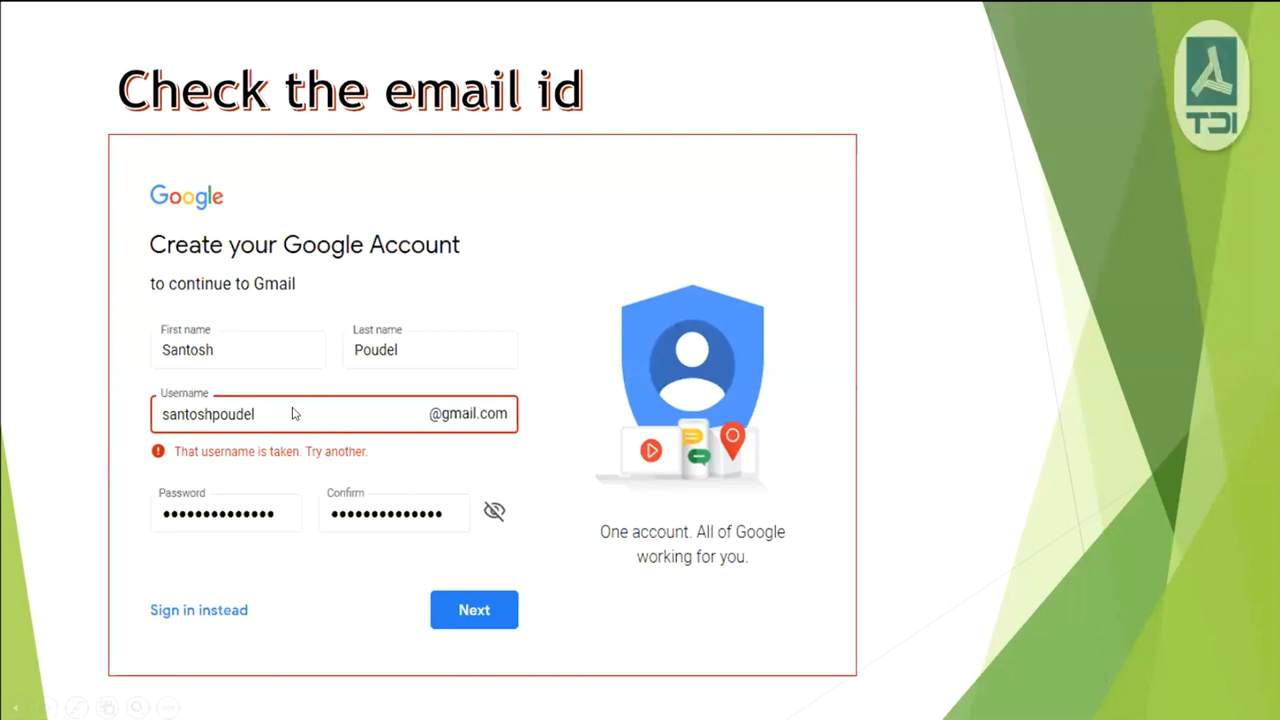 Check the email id
TDI
Google
Create your Google Account
to continue to Gmail
First name
Last name
Santosh
Poudel
Username
santoshpoudel
@gmail.com
That username is taken. Try another.
Password
Confirm
••••••••••••••
••••••••••••••
One account. All of Google
working for you.
Sign in instead
Next